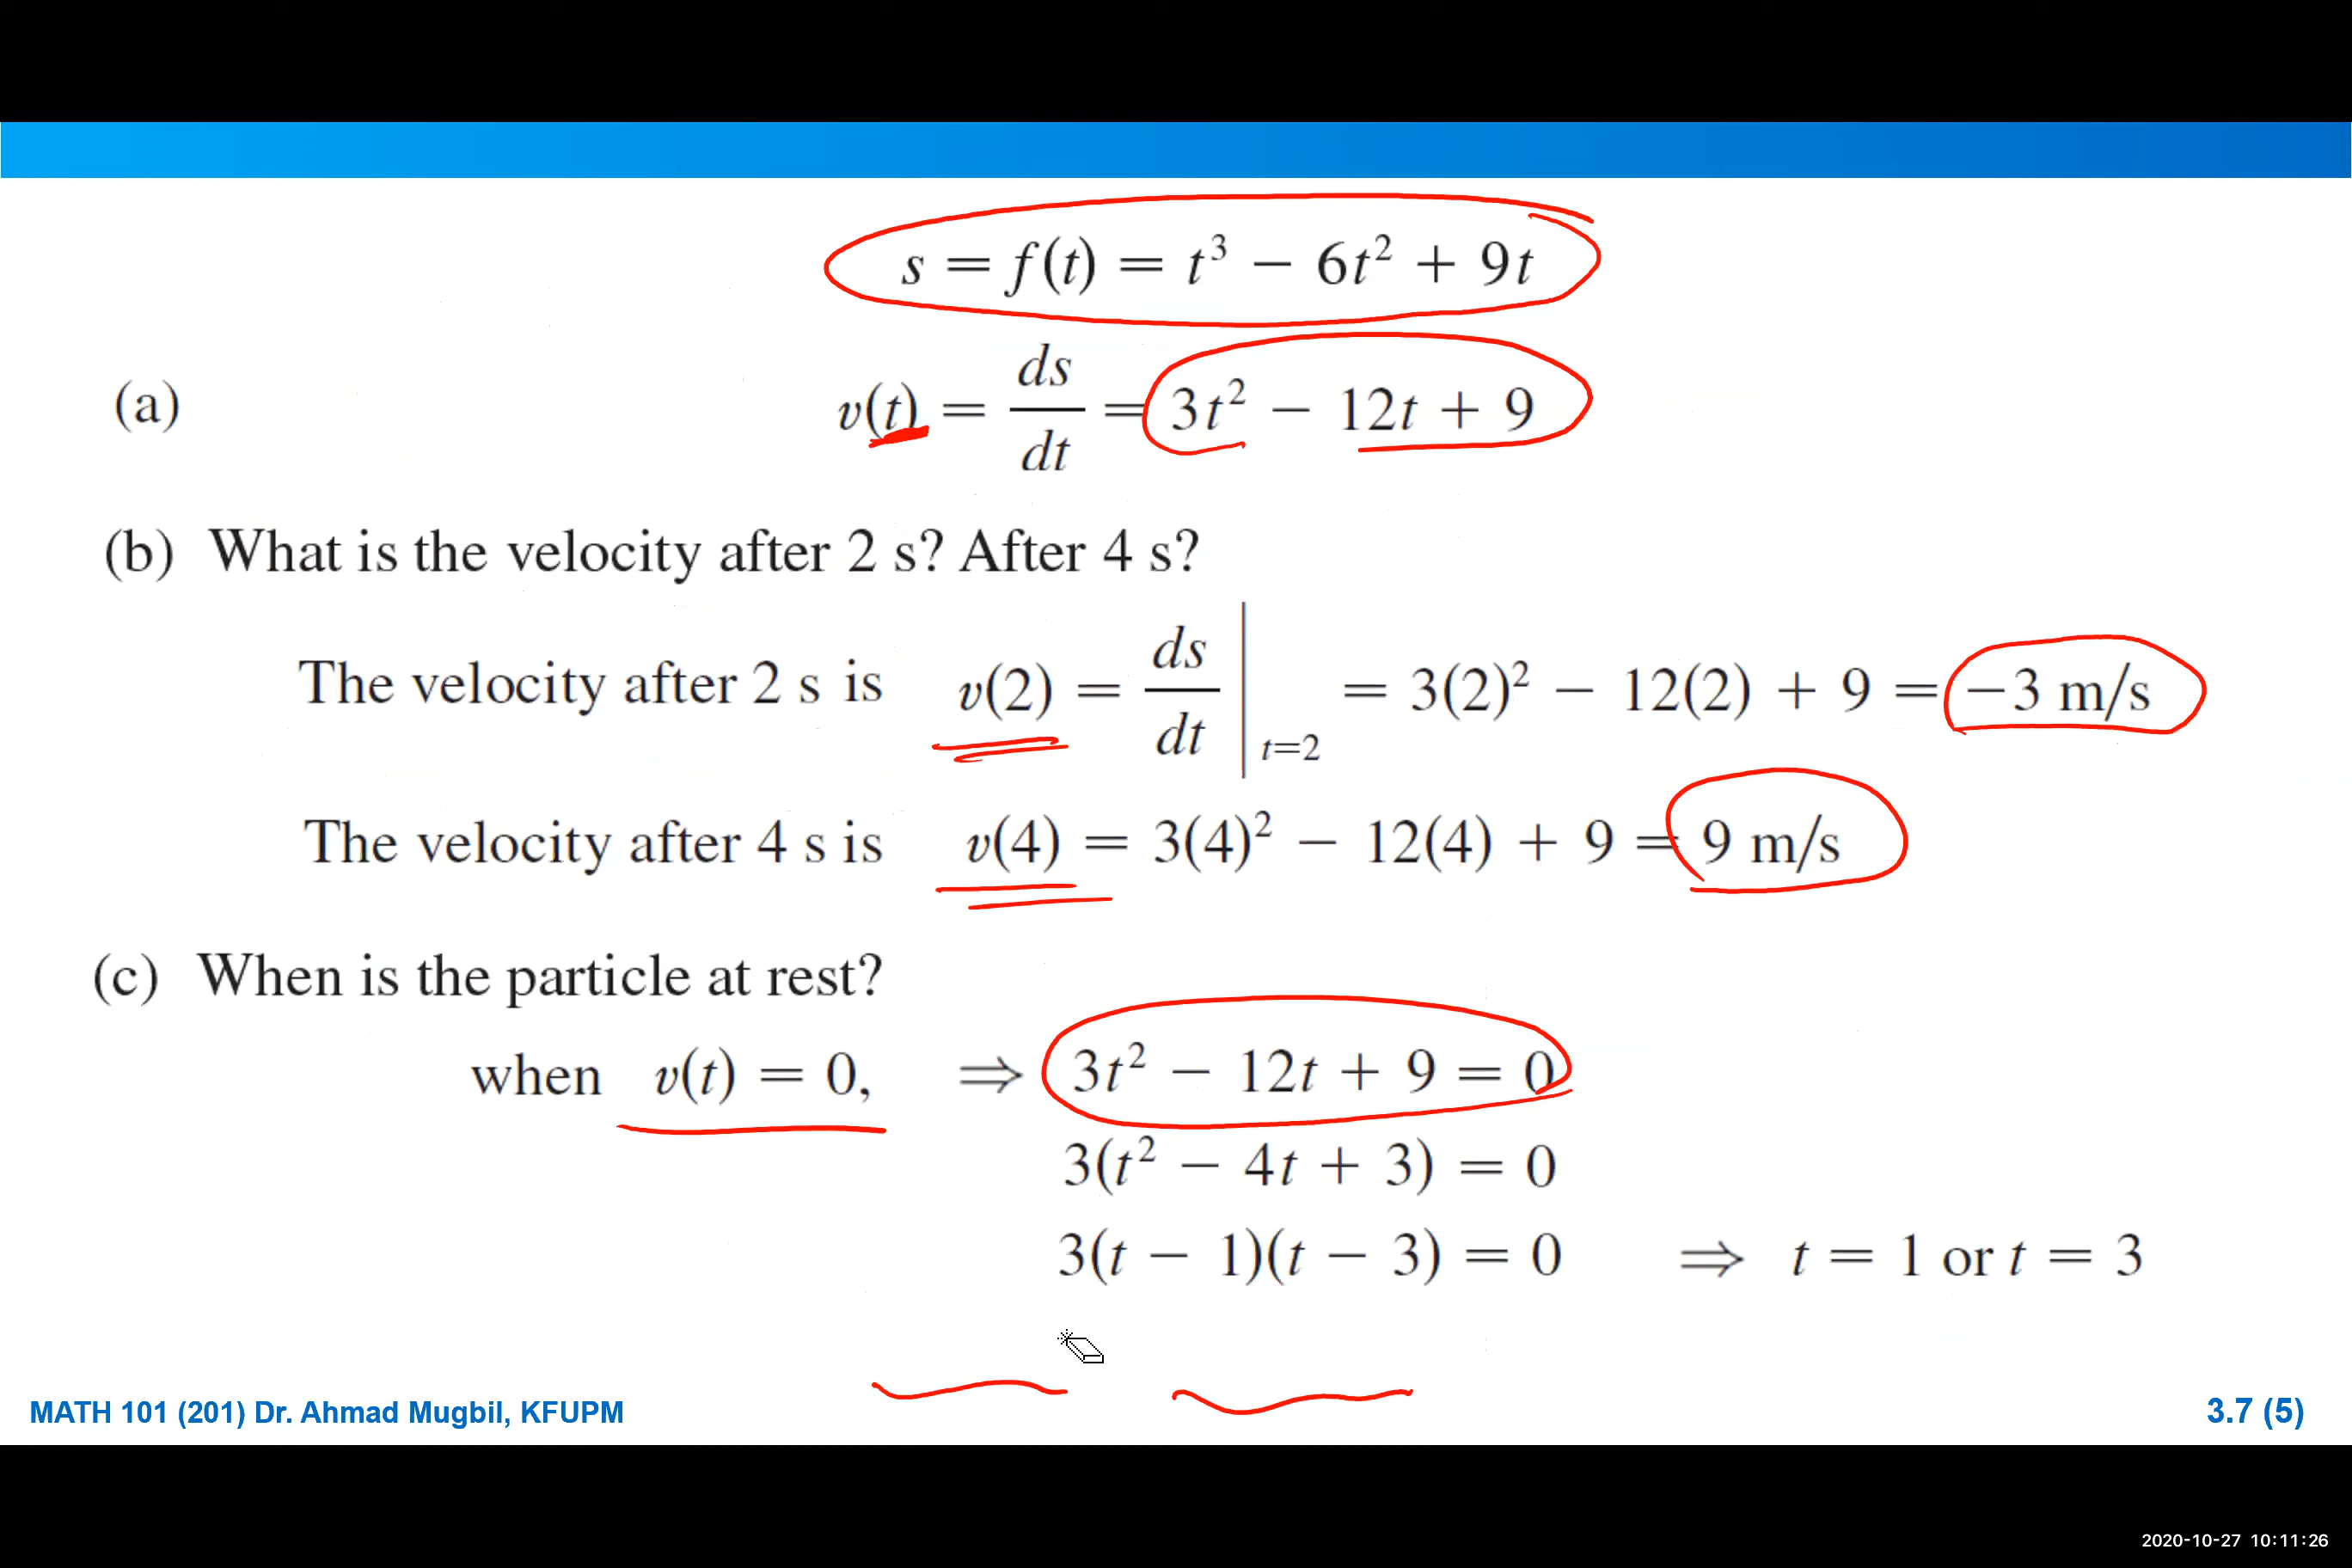 s = f(t) = t³ − 6t² + 9t
(a) v(t) = ds/dt = 3t² − 12t + 9
(b) What is the velocity after 2 s? After 4 s?
The velocity after 2 s is v(2) = ds/dt |t=2 = 3(2)² − 12(2) + 9 = −3 m/s
The velocity after 4 s is v(4) = 3(4)² − 12(4) + 9 = 9 m/s
(c) When is the particle at rest?
when v(t) = 0, ⇒ 3t² − 12t + 9 = 0
3(t² − 4t + 3) = 0
3(t − 1)(t − 3) = 0 ⇒ t = 1 or t = 3
MATH 101 (201) Dr. Ahmad Mugbil, KFUPM 3.7 (5)
2020-10-27 10:11:26